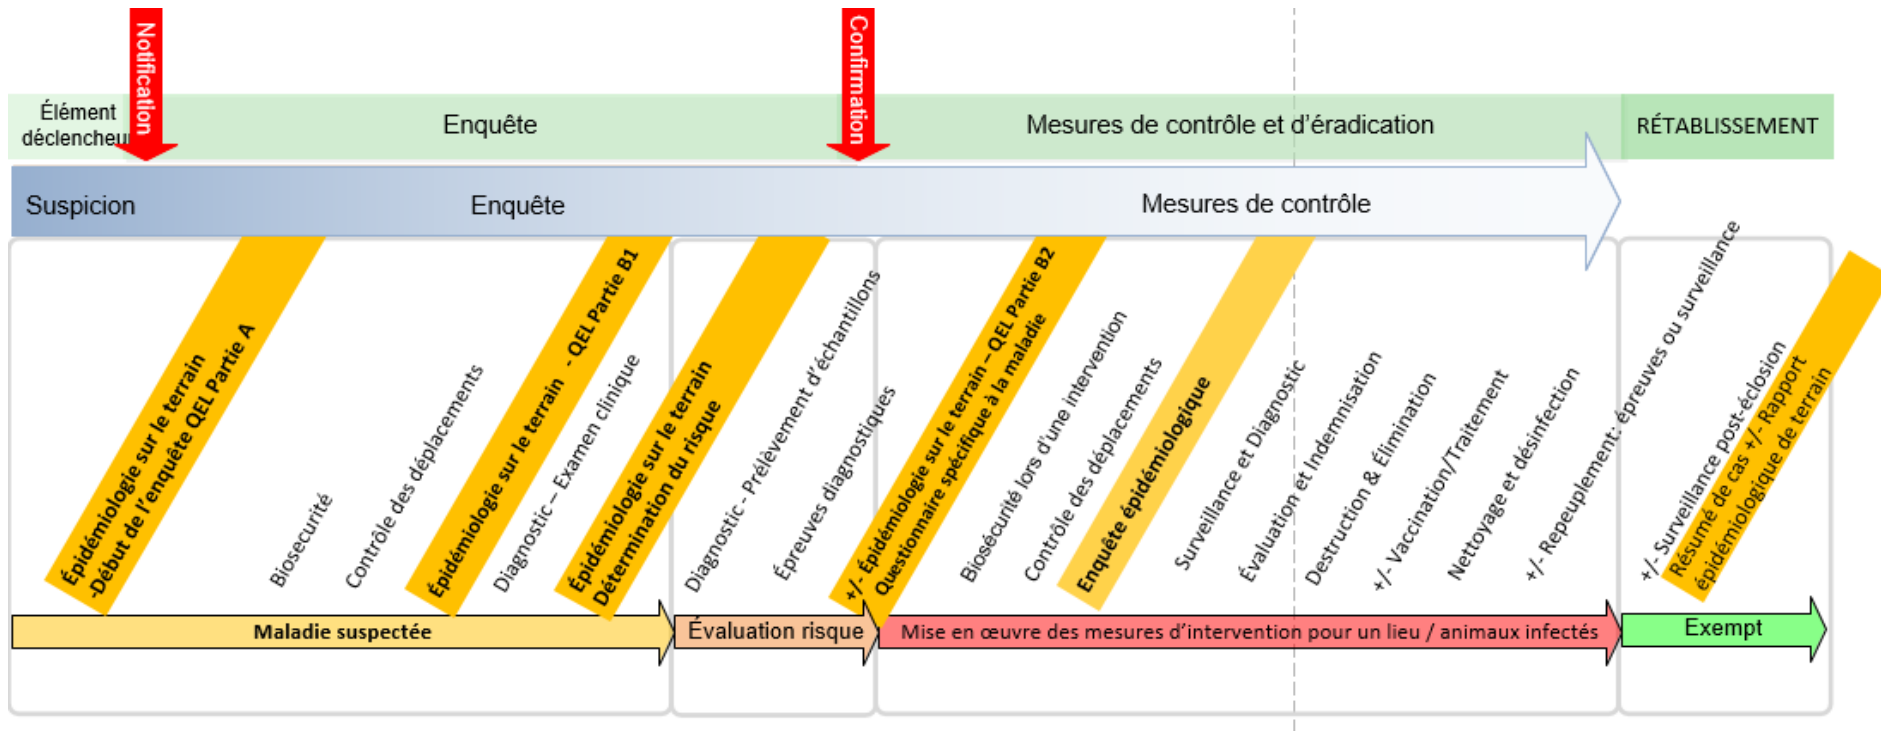 Notification
Confirmation
Élément
déclencheur
Enquête
Mesures de contrôle et d'éradication
RÉTABLISSEMENT
Suspicion
Enquête
Mesures de contrôle
Épidémiologie sur le terrain
-Début de l'enquête QEL Partie A
Biosecurité
Contrôle des déplacements
Épidémiologie sur le terrain - QEL Partie B1
Diagnostic – Examen clinique
Épidémiologie sur le terrain
Détermination du risque
Diagnostic - Prélèvement d'échantillons
Épreuves diagnostiques
+/- Épidémiologie sur le terrain – QEL Partie B2
Questionnaire spécifique à la maladie
Biosécurité lors d'une intervention
Contrôle des déplacements
Enquête épidémiologique
Surveillance et Diagnostic
Évaluation et Indemnisation
Destruction & Élimination
+/- Vaccination/Traitement
Nettoyage et désinfection
+/- Repeuplement: épreuves ou surveillance
+/- Surveillance post-éclosion
Résumé de cas +/- Rapport
épidémiologique de terrain
Maladie suspectée
Évaluation risque
Mise en œuvre des mesures d'intervention pour un lieu / animaux infectés
Exempt